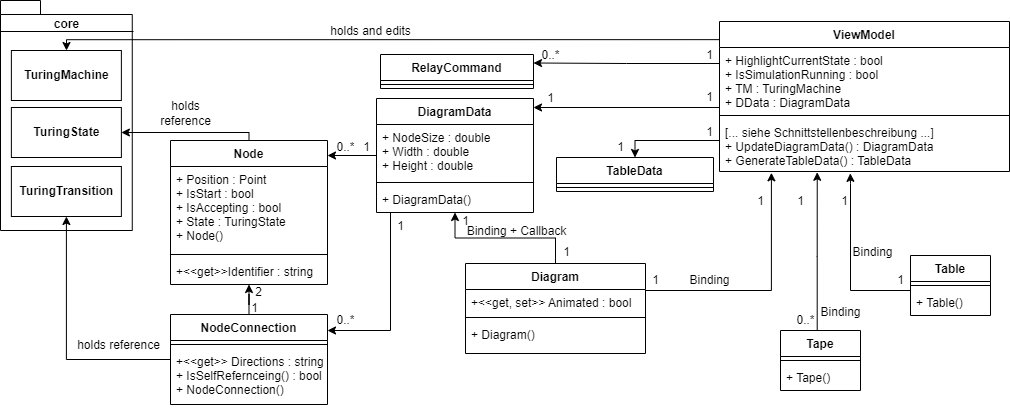 core
TuringMachine
TuringState
TuringTransition
holds and edits
holds
reference
holds reference
RelayCommand
0..*
1
ViewModel
+ HighlightCurrentState : bool
+ IsSimulationRunning : bool
+ TM : TuringMachine
+ DData : DiagramData
[... siehe Schnittstellenbeschreibung ...]
+ UpdateDiagramData() : DiagramData
+ GenerateTableData() : TableData
DiagramData
+ NodeSize : double
+ Width : double
+ Height : double
+ DiagramData()
1
1
1
1
TableData
Node
+ Position : Point
+ IsStart : bool
+ IsAccepting : bool
+ State : TuringState
+ Node()
+<<get>>Identifier : string
0..*
1
2
1
NodeConnection
+<<get>> Directions : string
+ IsSelfRefernceing() : bool
+ NodeConnection()
0..*
1
1
Binding + Callback
1
Diagram
+<<get, set>> Animated : bool
+ Diagram()
1
Binding
1
1
1
Binding
1
Table
+ Table()
Binding
0..*
Tape
+ Tape()